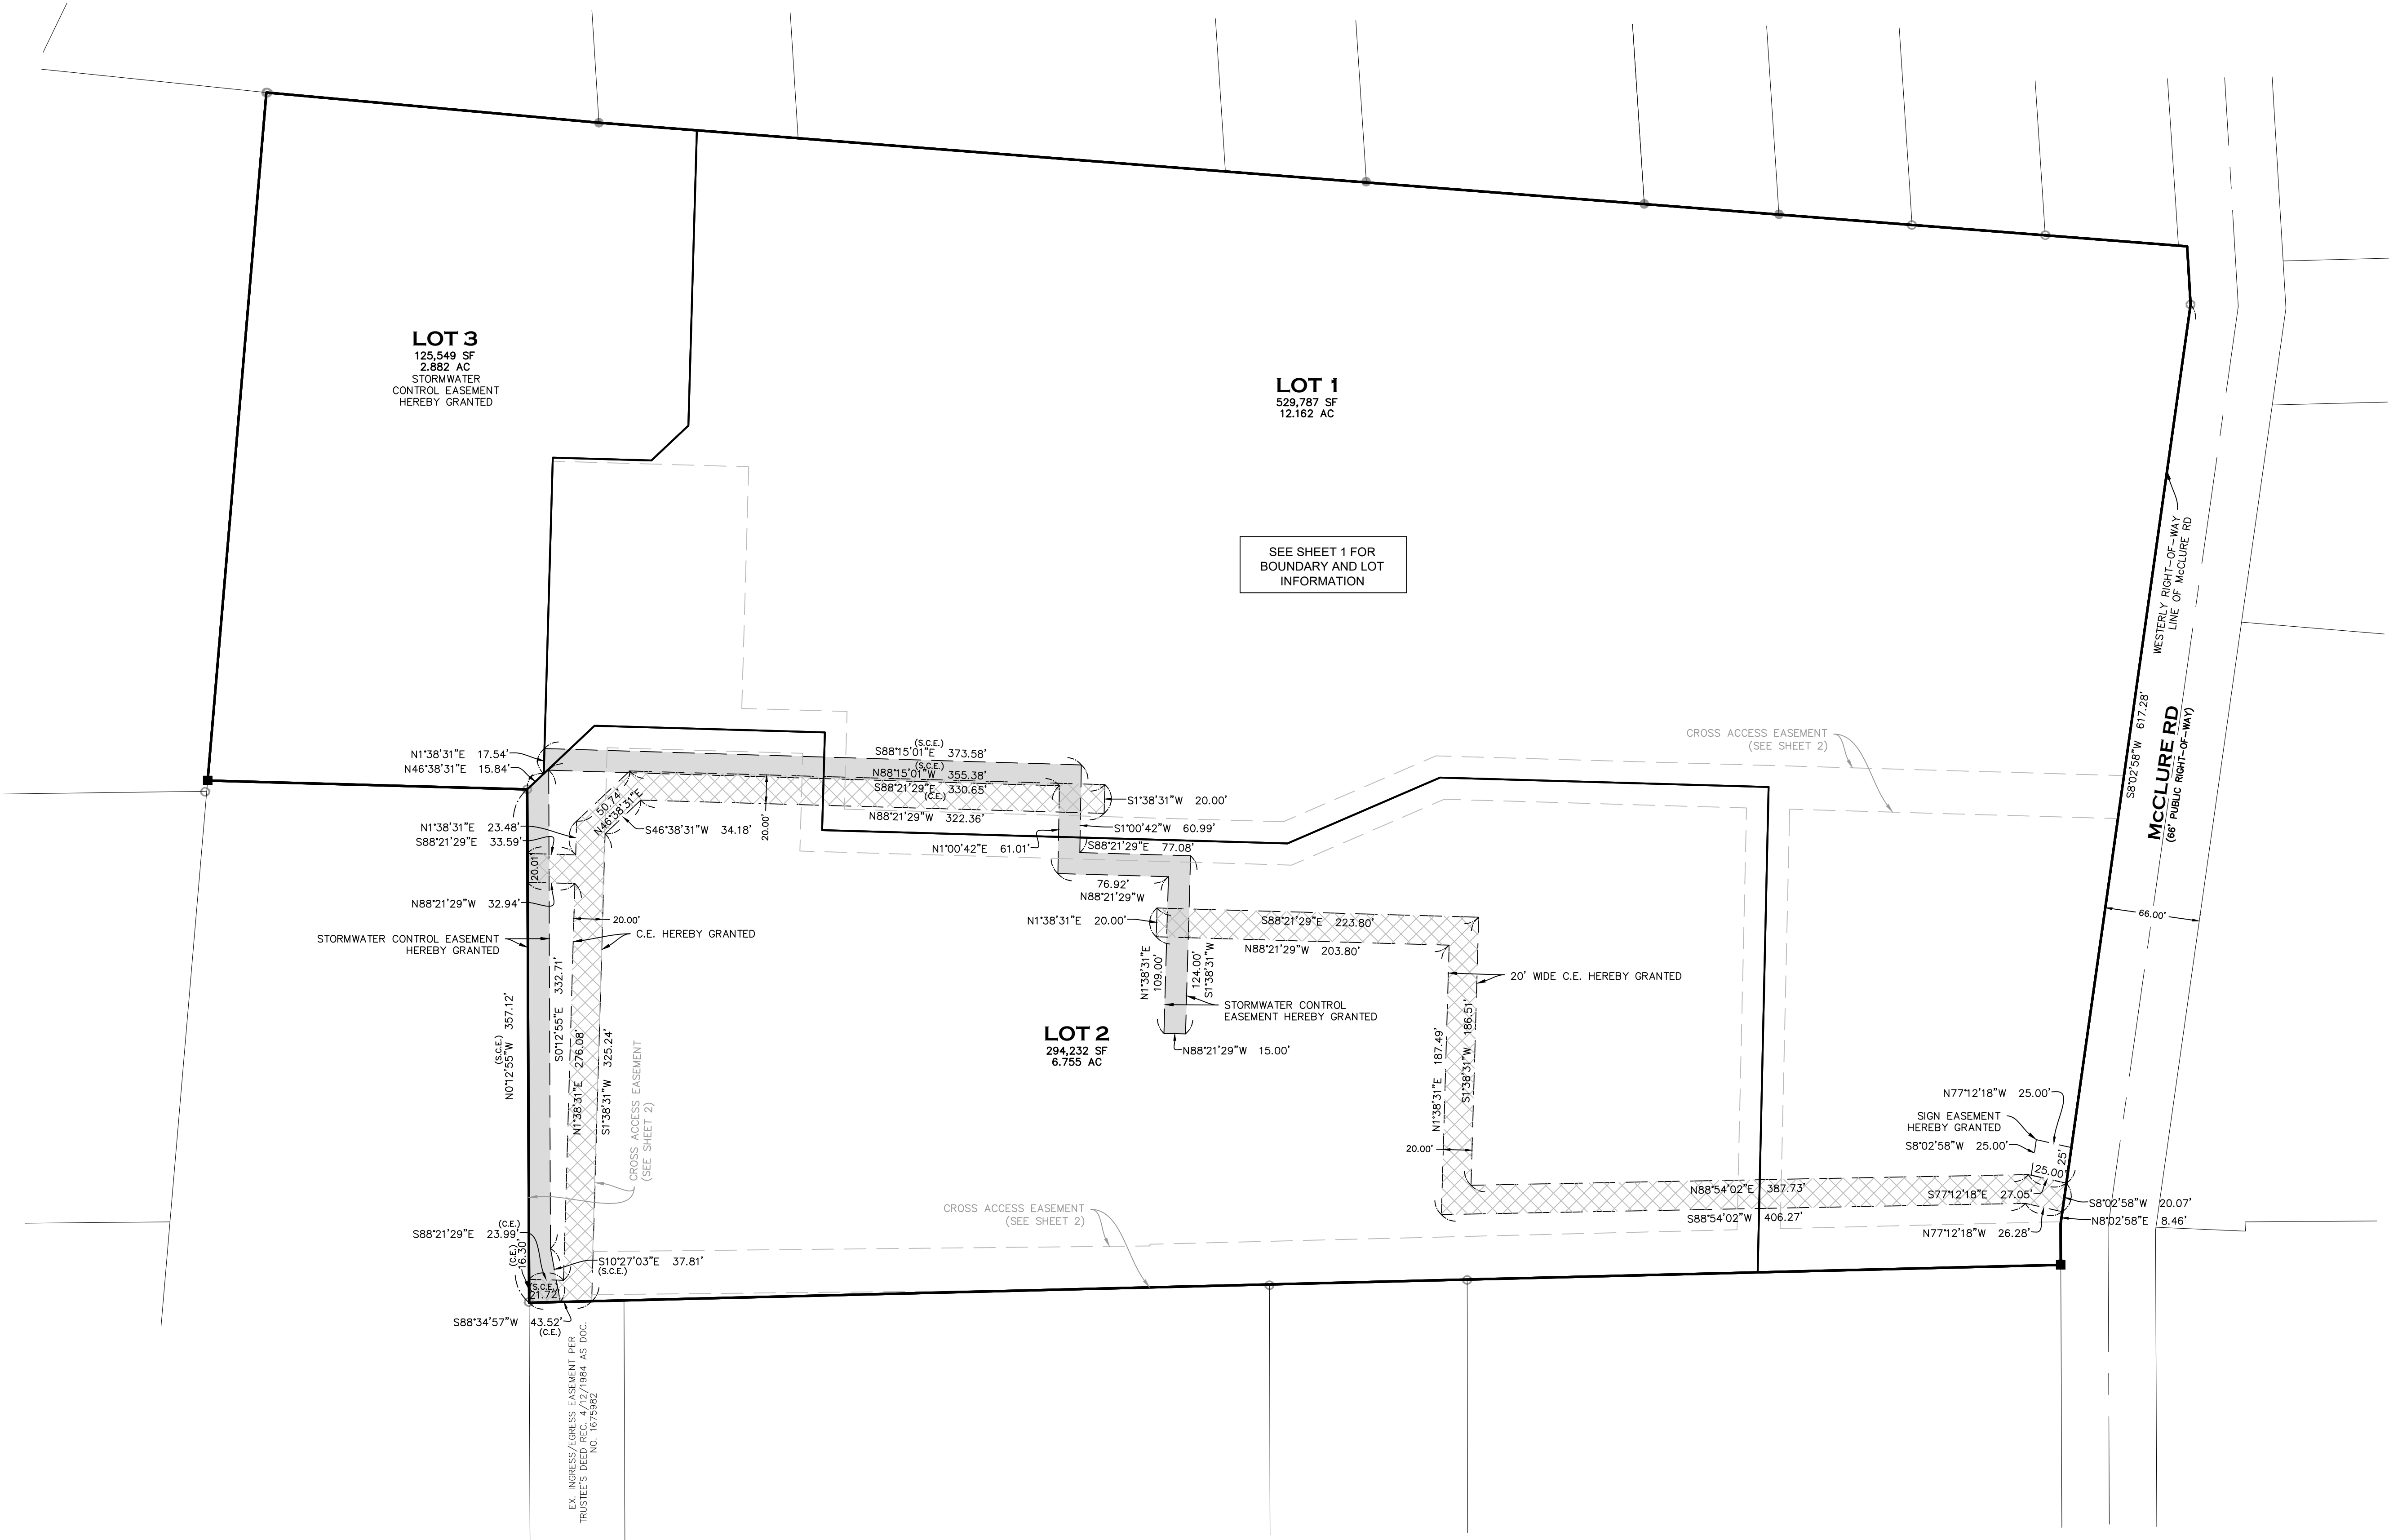 LOT 3
125,549 SF
2.882 AC
STORMWATER
CONTROL EASEMENT
HEREBY GRANTED
LOT 1
529,787 SF
12.162 AC
SEE SHEET 1 FOR
BOUNDARY AND LOT
INFORMATION
WESTERLY RIGHT-OF-WAY
LINE OF McCLURE RD
S8°02'58"W 617.28'
McCLURE RD
(66' PUBLIC RIGHT-OF-WAY)
66.00'
CROSS ACCESS EASEMENT
(SEE SHEET 2)
N1°38'31"E 17.54'
N46°38'31"E 15.84'
(S.C.E.)
S88°15'01"E 373.58'
(S.C.E.)
N88°15'01"W 355.38'
S88°21'29"E 330.65'
(C.E.)
N88°21'29"W 322.36'
50.74'
N46°38'31"E
S46°38'31"W 34.18'
20.00'
S1°38'31"W 20.00'
S1°00'42"W 60.99'
N1°00'42"E 61.01'
S88°21'29"E 77.08'
76.92'
N88°21'29"W
N1°38'31"E 23.48'
S88°21'29"E 33.59'
20.01'
N88°21'29"W 32.94'
20.00'
C.E. HEREBY GRANTED
STORMWATER CONTROL EASEMENT
HEREBY GRANTED
N1°38'31"E 20.00'
S88°21'29"E 223.80'
N88°21'29"W 203.80'
N1°38'31"E
109.00'
124.00'
S1°38'31"W
20' WIDE C.E. HEREBY GRANTED
STORMWATER CONTROL
EASEMENT HEREBY GRANTED
LOT 2
294,232 SF
6.755 AC
N88°21'29"W 15.00'
(S.C.E.)
N0°12'55"W 357.12'
S0°12'55"E 332.71'
N1°38'31"E 276.08'
S1°38'31"W 325.24'
CROSS ACCESS EASEMENT
(SEE SHEET 2)
N1°38'31"E 187.49'
S1°38'31"W 186.51'
20.00'
N77°12'18"W 25.00'
SIGN EASEMENT
HEREBY GRANTED
S8°02'58"W 25.00'
25'
25.00'
N88°54'02"E 387.73'
S88°54'02"W 406.27'
S77°12'18"E 27.05'
S8°02'58"W 20.07'
N8°02'58"E 8.46'
N77°12'18"W 26.28'
CROSS ACCESS EASEMENT
(SEE SHEET 2)
(C.E.)
S88°21'29"E 23.99'
(C.E.)
16.30'
S10°27'03"E 37.81'
(S.C.E.)
(S.C.E.)
21.72'
S88°34'57"W 43.52'
(C.E.)
EX. INGRESS/EGRESS EASEMENT PER
TRUSTEE'S DEED REC. 4/12/1984 AS DOC.
NO. 1675982